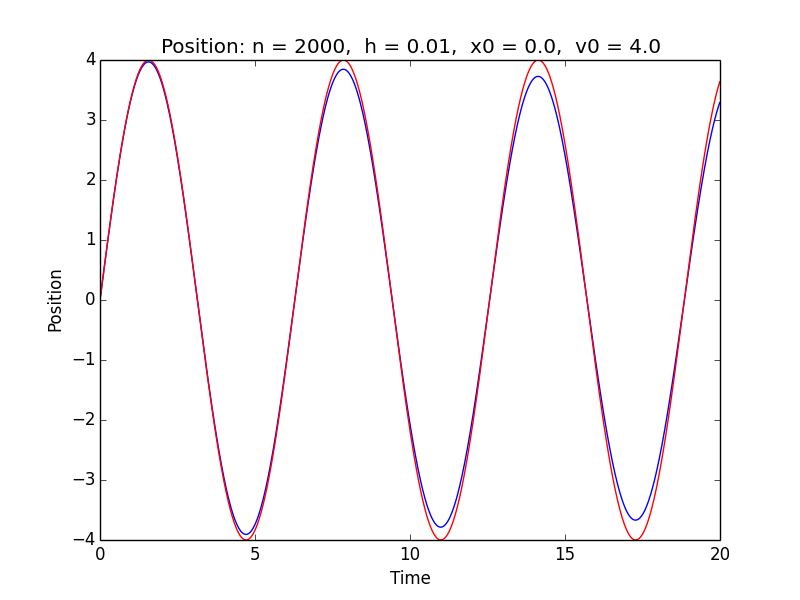 Position: n = 2000,  h = 0.01,  x0 = 0.0,  v0 = 4.0
4
3
2
1
0
−1
−2
−3
−4
Position
0 5 10 15 20
Time